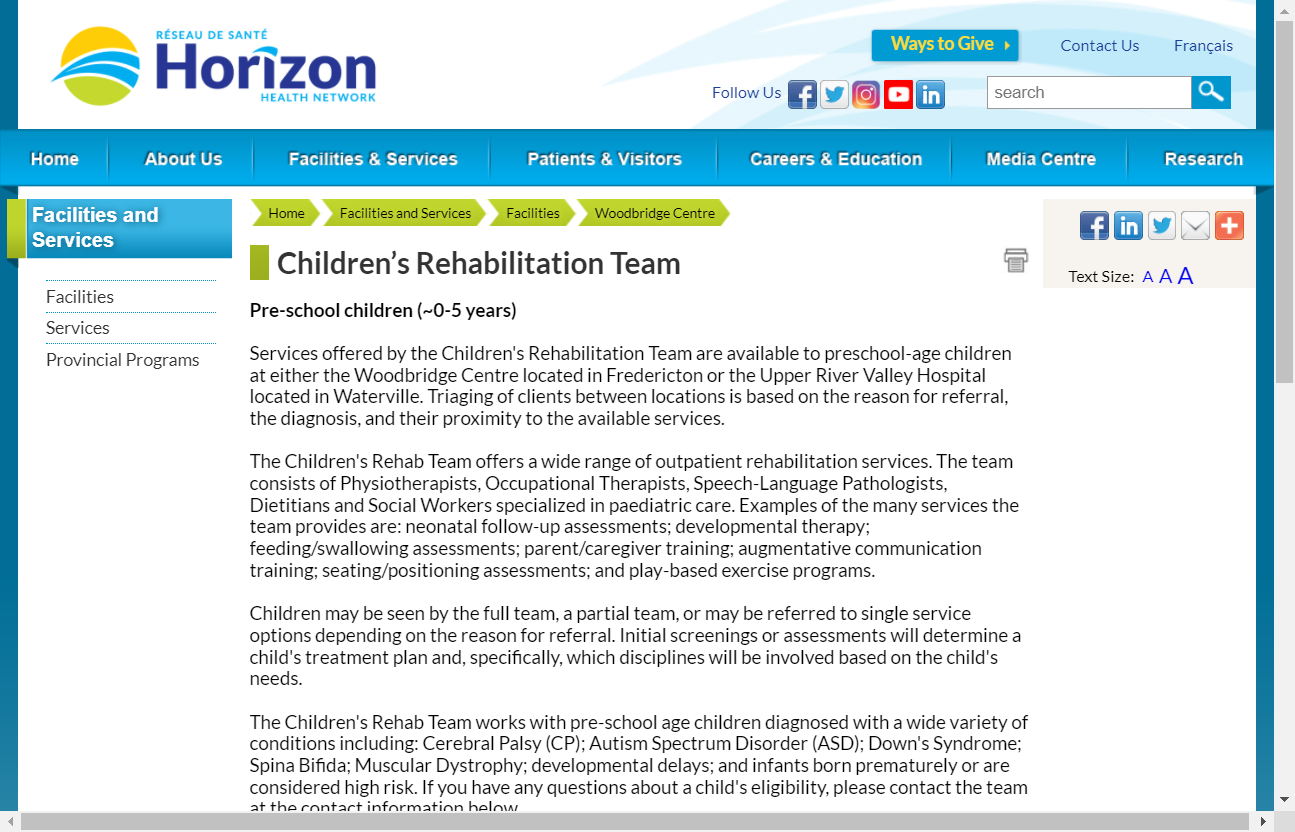 RÉSEAU DE SANTÉ
Horizon
HEALTH NETWORK
Ways to Give
Contact Us
Français
Follow Us
search
Home
About Us
Facilities & Services
Patients & Visitors
Careers & Education
Media Centre
Research
Facilities and
Services
Facilities
Services
Provincial Programs
Home
Facilities and Services
Facilities
Woodbridge Centre
Text Size: A A A
Children’s Rehabilitation Team
Pre-school children (~0-5 years)
Services offered by the Children's Rehabilitation Team are available to preschool-age children
at either the Woodbridge Centre located in Fredericton or the Upper River Valley Hospital
located in Waterville. Triaging of clients between locations is based on the reason for referral,
the diagnosis, and their proximity to the available services.
The Children's Rehab Team offers a wide range of outpatient rehabilitation services. The team
consists of Physiotherapists, Occupational Therapists, Speech-Language Pathologists,
Dietitians and Social Workers specialized in paediatric care. Examples of the many services the
team provides are: neonatal follow-up assessments; developmental therapy;
feeding/swallowing assessments; parent/caregiver training; augmentative communication
training; seating/positioning assessments; and play-based exercise programs.
Children may be seen by the full team, a partial team, or may be referred to single service
options depending on the reason for referral. Initial screenings or assessments will determine a
child's treatment plan and, specifically, which disciplines will be involved based on the child's
needs.
The Children's Rehab Team works with pre-school age children diagnosed with a wide variety of
conditions including: Cerebral Palsy (CP); Autism Spectrum Disorder (ASD); Down's Syndrome;
Spina Bifida; Muscular Dystrophy; developmental delays; and infants born prematurely or are
considered high risk. If you have any questions about a child's eligibility, please contact the team
at the contact information below.